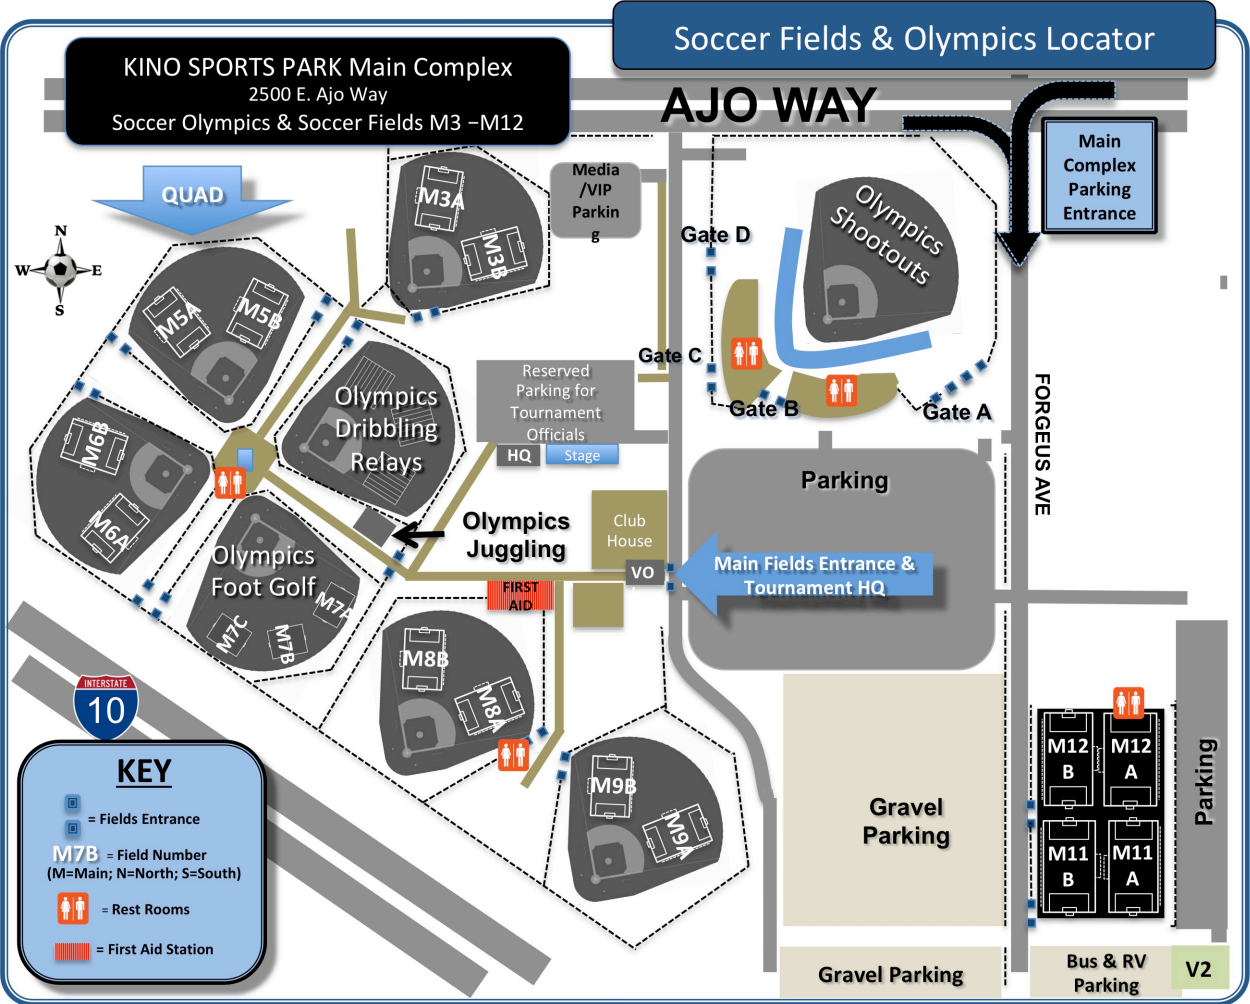 Soccer Fields & Olympics Locator
KINO SPORTS PARK Main Complex
2500 E. Ajo Way
Soccer Olympics & Soccer Fields M3 –M12
AJO WAY
Main
Complex
Parking
Entrance
QUAD
N
W
E
S
M3A
M3B
Media
/VIP
Parkin
g
Gate D
Olympics
Shootouts
M5A
M5B
Gate C
Gate B
Gate A
FORGEUS AVE
Reserved
Parking for
Tournament
Officials
HQ
Stage
Olympics
Dribbling
Relays
M6B
M6A
Parking
Olympics
Juggling
Club
House
VO
Main Fields Entrance &
Tournament HQ
FIRST
AID
Olympics
Foot Golf
M7A
M7C
M7B
M8B
M8A
M9B
M9A
INTERSTATE
10
KEY
= Fields Entrance
M7B = Field Number
(M=Main; N=North; S=South)
= Rest Rooms
= First Aid Station
Gravel
Parking
M12
B
M12
A
M11
B
M11
A
Parking
Gravel Parking
Bus & RV
Parking
V2